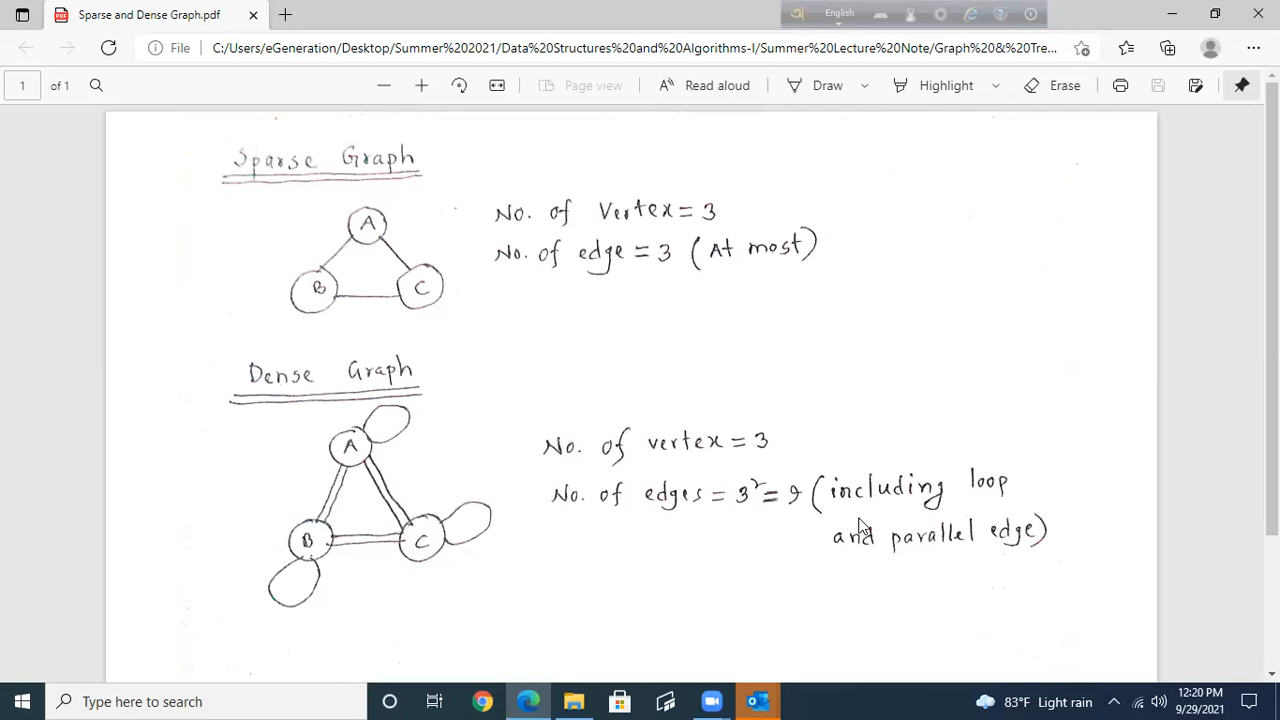 Sparse and Dense Graph.pdf
English
File
C:/Users/eGeneration/Desktop/Summer%202021/Data%20Structures%20and%20Algorithms-I/Summer%20Lecture%20Note/Graph%20&%20Tre...
1 of 1
Page view
Read aloud
Draw
Highlight
Erase
Sparse Graph
A
B
C
No. of Vertex = 3
No. of edge = 3 (At most)
Dense Graph
A
B
C
No. of vertex = 3
No. of edges = 3² = 9 (including loop
and parallel edge)
Type here to search
83°F Light rain
12:20 PM
9/29/2021